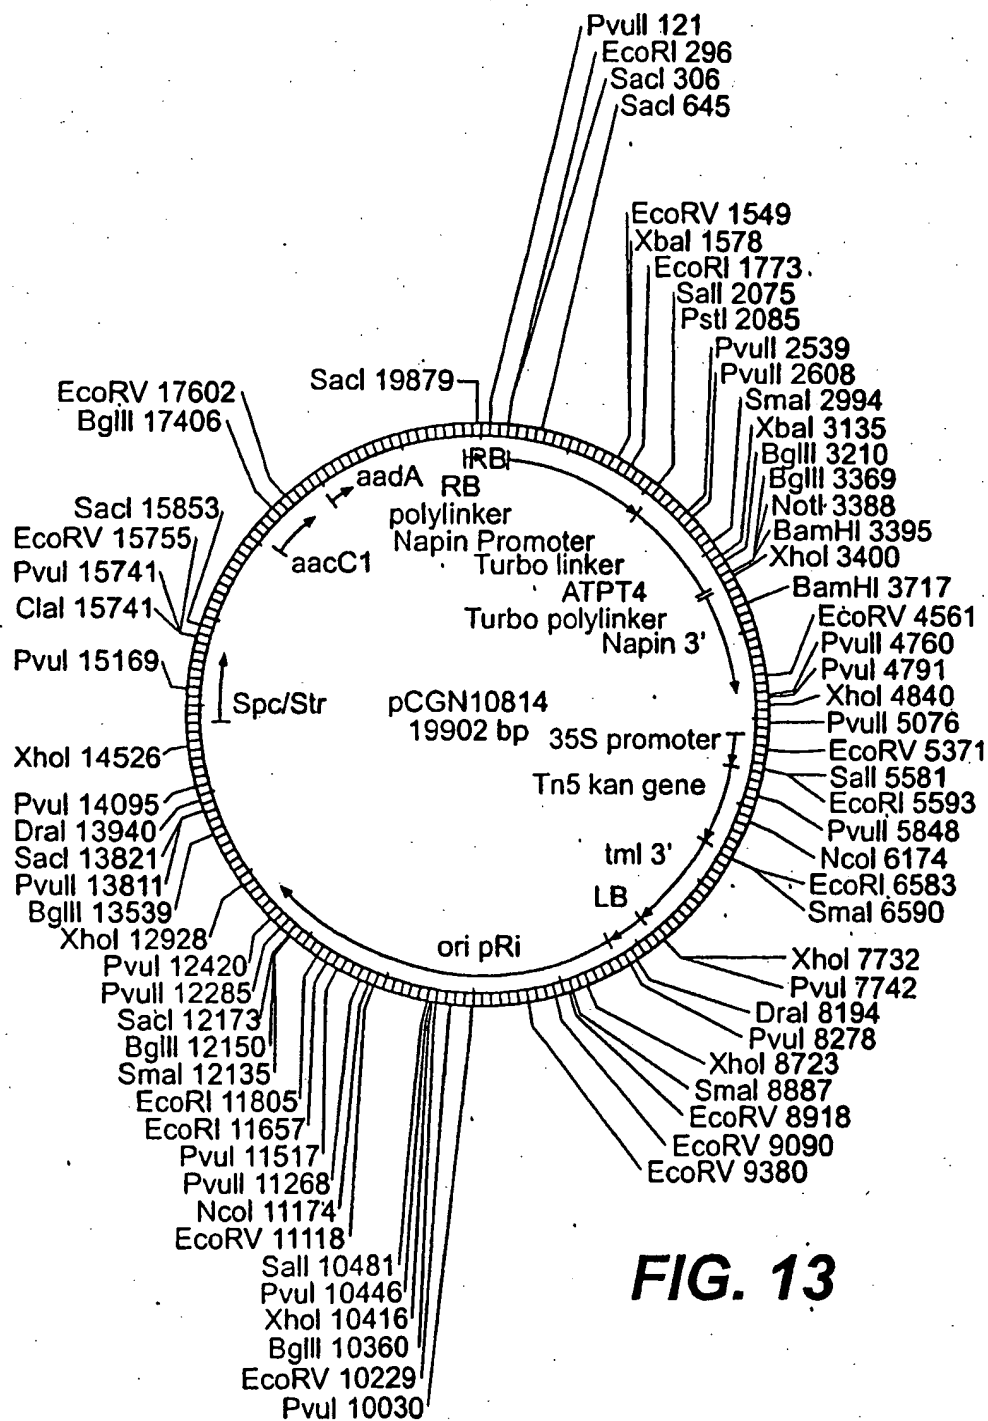 PvuII 121
EcoRI 296
SacI 306
SacI 645
EcoRV 1549
XbaI 1578
EcoRI 1773
SalI 2075
PstI 2085
PvuII 2539
PvuII 2608
SmaI 2994
XbaI 3135
BglII 3210
BglII 3369
NotI 3388
BamHI 3395
XhoI 3400
BamHI 3717
EcoRV 4561
PvuII 4760
PvuI 4791
XhoI 4840
PvuII 5076
EcoRV 5371
SalI 5581
EcoRI 5593
PvuII 5848
NcoI 6174
EcoRI 6583
SmaI 6590
XhoI 7732
PvuI 7742
DraI 8194
PvuI 8278
XhoI 8723
SmaI 8887
EcoRV 8918
EcoRV 9090
EcoRV 9380
SacI 19879
EcoRV 17602
BglII 17406
SacI 15853
EcoRV 15755
PvuI 15741
ClaI 15741
PvuI 15169
XhoI 14526
PvuI 14095
DraI 13940
SacI 13821
PvuII 13811
BglII 13539
XhoI 12928
PvuI 12420
PvuII 12285
SacI 12173
BglII 12150
SmaI 12135
EcoRI 11805
EcoRI 11657
PvuI 11517
PvuII 11268
NcoI 11174
EcoRV 11118
SalI 10481
PvuI 10446
XhoI 10416
BglII 10360
EcoRV 10229
PvuI 10030
aadA
aacC1
Spc/Str
RB
RB
polylinker
Napin Promoter
Turbo linker
ATPT4
Turbo polylinker
Napin 3'
pCGN10814
19902 bp
35S promoter
Tn5 kan gene
tml 3'
LB
ori pRi
FIG. 13